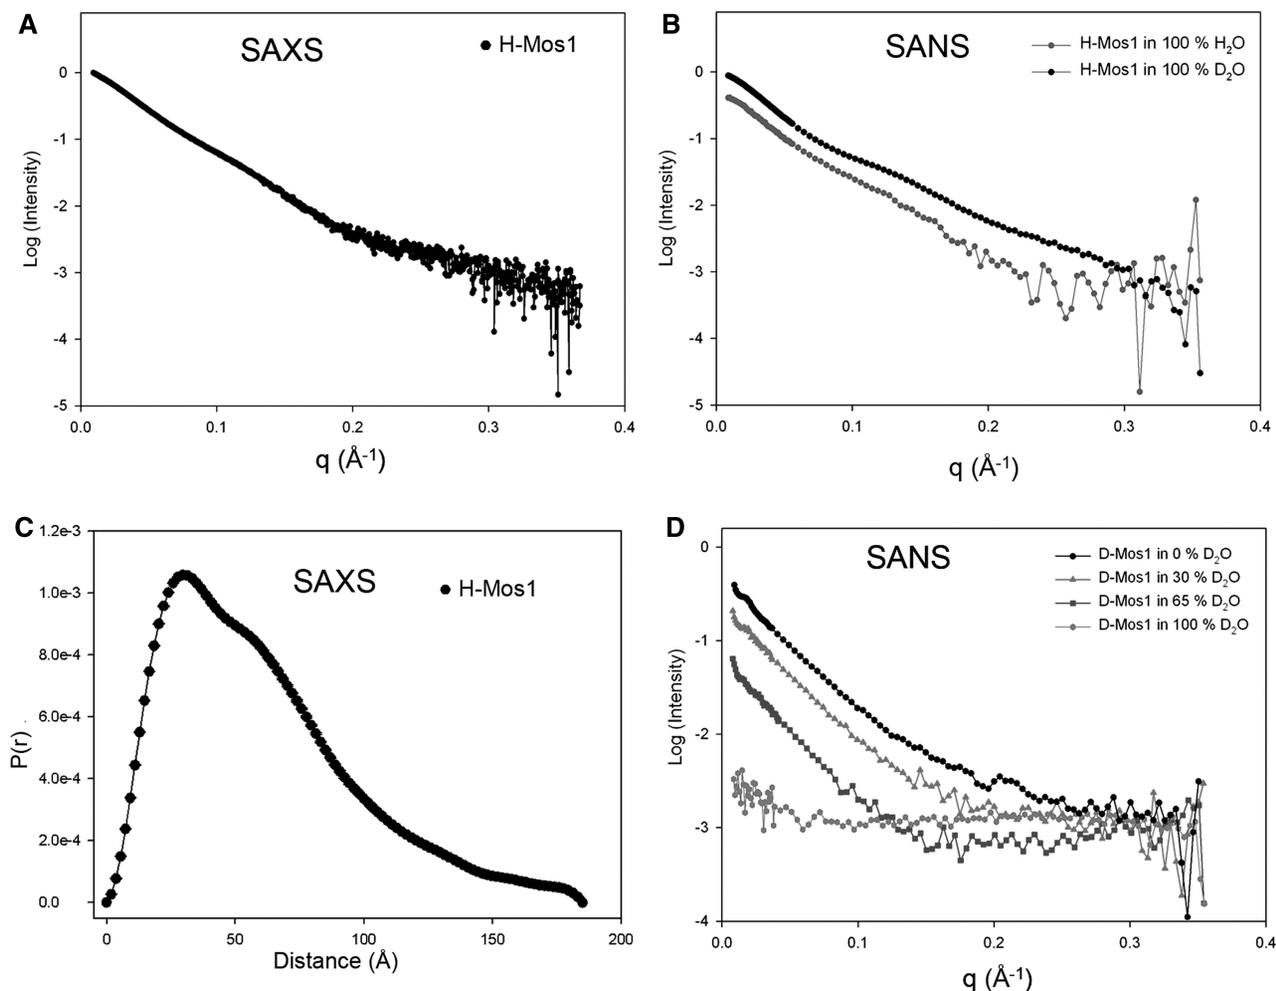 A
SAXS
H-Mos1
0
-1
-2
-3
-4
-5
Log (Intensity)
0.0 0.1 0.2 0.3 0.4
q (Å-1)
B
SANS
H-Mos1 in 100 % H2O
H-Mos1 in 100 % D2O
0
-1
-2
-3
-4
-5
Log (Intensity)
0.0 0.1 0.2 0.3 0.4
q (Å-1)
C
SAXS
H-Mos1
1.2e-3
1.0e-3
8.0e-4
6.0e-4
4.0e-4
2.0e-4
0.0
P(r)
0 50 100 150 200
Distance (Å)
D
SANS
D-Mos1 in 0 % D2O
D-Mos1 in 30 % D2O
D-Mos1 in 65 % D2O
D-Mos1 in 100 % D2O
0
-1
-2
-3
-4
Log (Intensity)
0.0 0.1 0.2 0.3 0.4
q (Å-1)